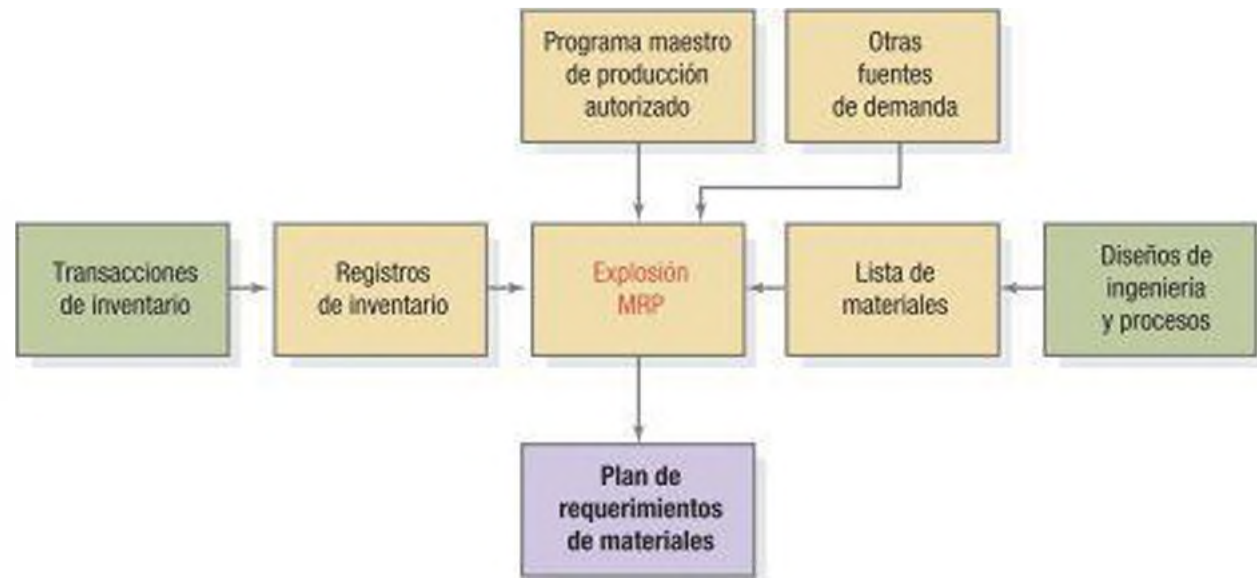 Programa maestro
de producción
autorizado
Otras
fuentes
de demanda
Transacciones
de inventario
Registros
de inventario
Explosión
MRP
Lista de
materiales
Diseños de
ingeniería
y procesos
Plan de
requerimientos
de materiales